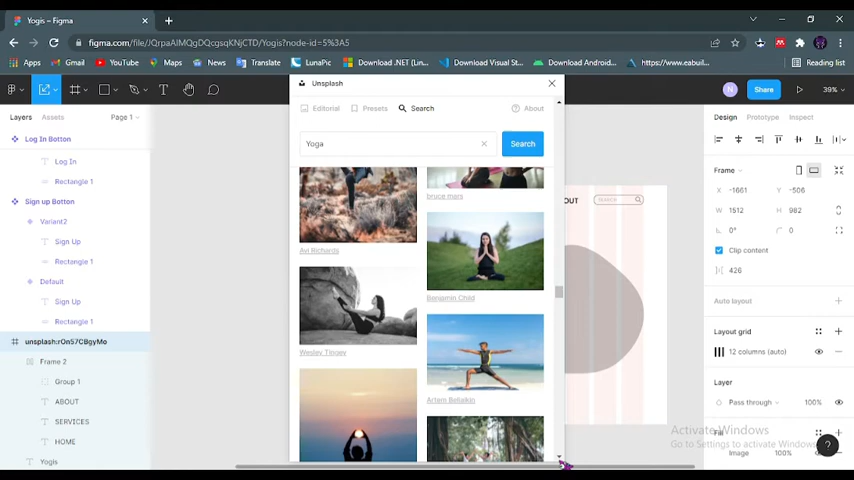 Yogis – Figma
figma.com/file/JQrpaAlMQgDQcgsqKNjCTD/Yogis?node-id=5%3A5
Apps
Gmail
YouTube
Maps
News
Translate
LunaPic
Download .NET (Lin...
Download Visual St...
Download Android...
https://www.eabuil...
Reading list
N
Share
39%
Layers
Assets
Page 1
Log In Botton
Log In
Rectangle 1
Sign up Botton
Variant2
Sign Up
Rectangle 1
Default
Sign Up
Rectangle 1
unsplash:rOn57CBgyMo
Frame 2
Group 1
ABOUT
SERVICES
HOME
Yogis
Unsplash
Editorial
Presets
Search
About
Yoga
Search
bruce mars
Avi Richards
Benjamin Child
Wesley Tingey
Artem Beliaikin
OUT
SEARCH
Design
Prototype
Inspect
Frame
X -1661
Y -506
W 1512
H 982
0°
0
Clip content
426
Auto layout
Layout grid
12 columns (auto)
Layer
Pass through
100%
Fill
Image
100%
Activate Windows
Go to Settings to activate Windows.
?